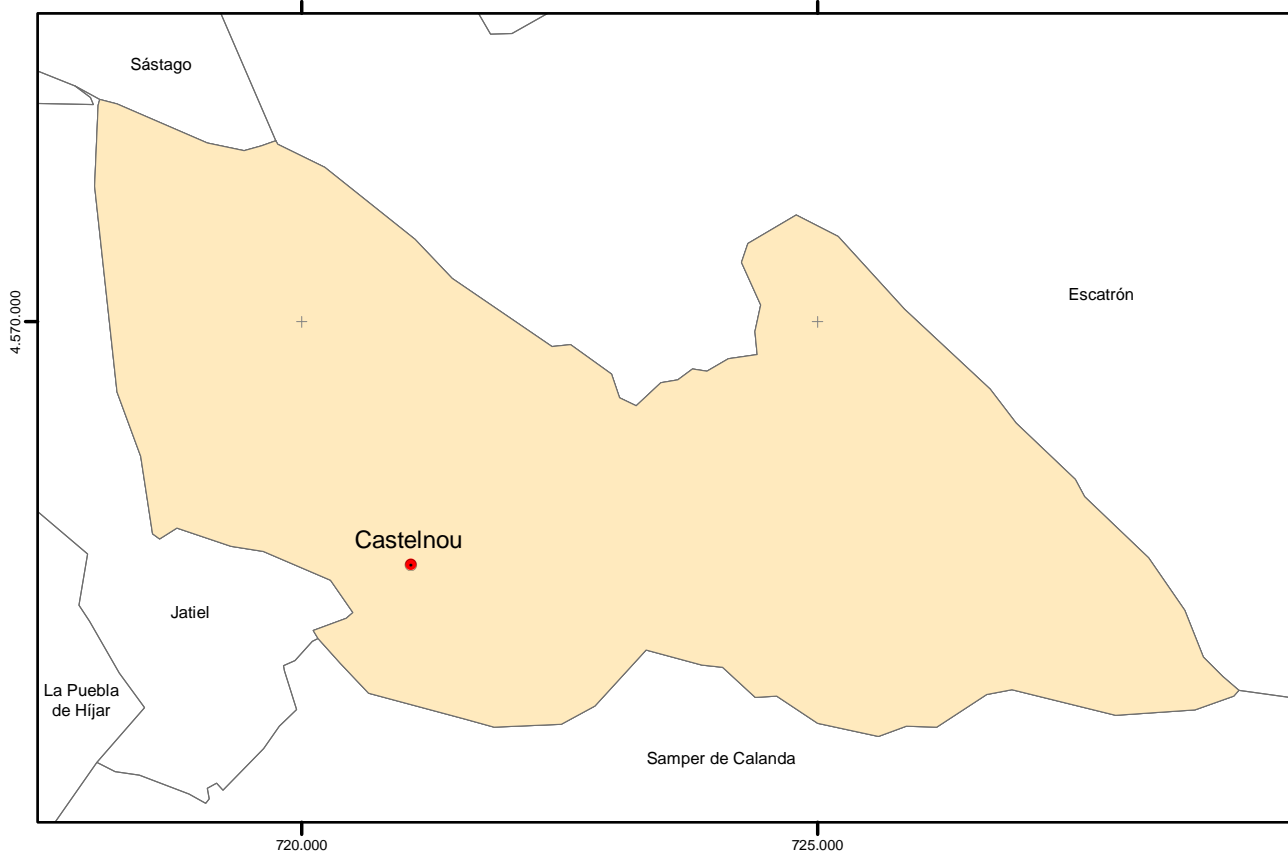 Sástago
Escatrón
4.570.000
Castelnou
Jatiel
La Puebla
de Híjar
Samper de Calanda
720.000
725.000